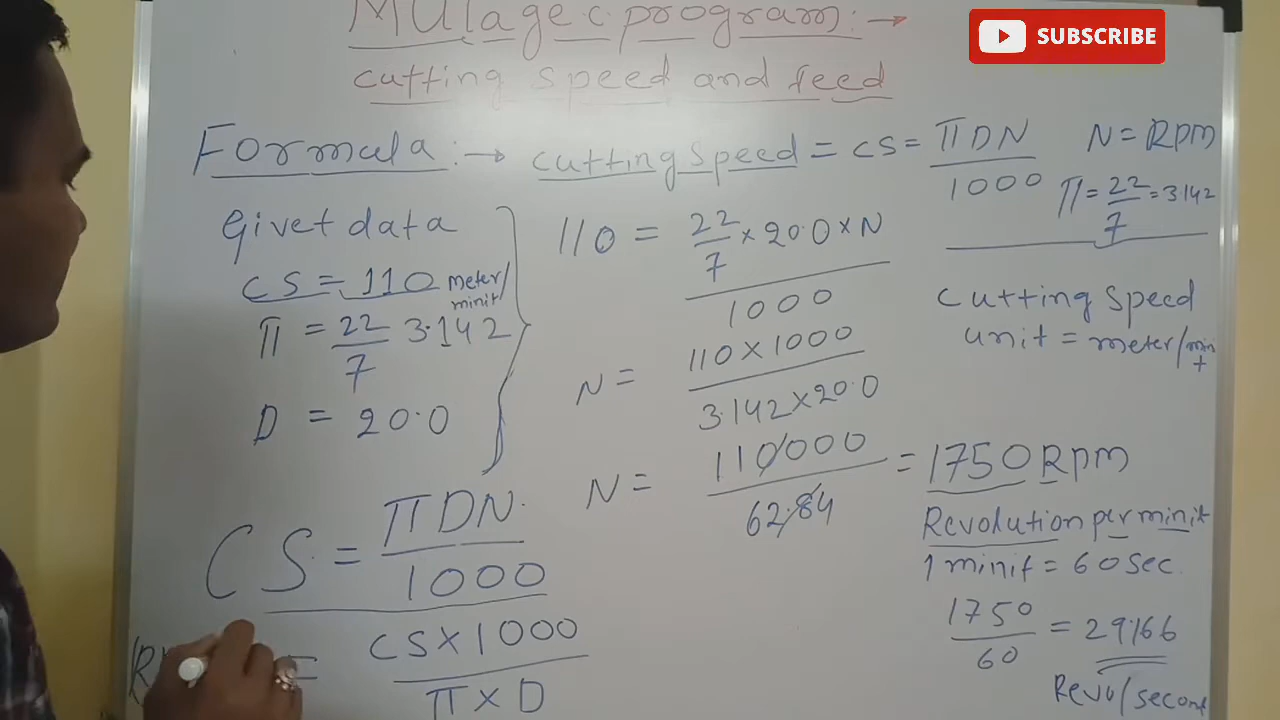 MUlage.c.program:→
SUBSCRIBE
cutting speed and feed
Formula:→ cutting speed = CS = ΠDN/1000
N = RPm
Π = 22/7 = 3.142
Givet data
CS = 110 meter/minit
Π = 22/7 3.142
D = 20.0
110 = 22/7 × 20.0 × N / 1000
N = 110×1000 / 3.142×20.0
N = 110000 / 62.84 = 1750 RPm
cutting speed
unit = meter/min+
Revolution per minit
1 minit = 60 sec.
1750/60 = 29.166
Revu/second
CS = ΠDN/1000
= CS×1000 / Π×D